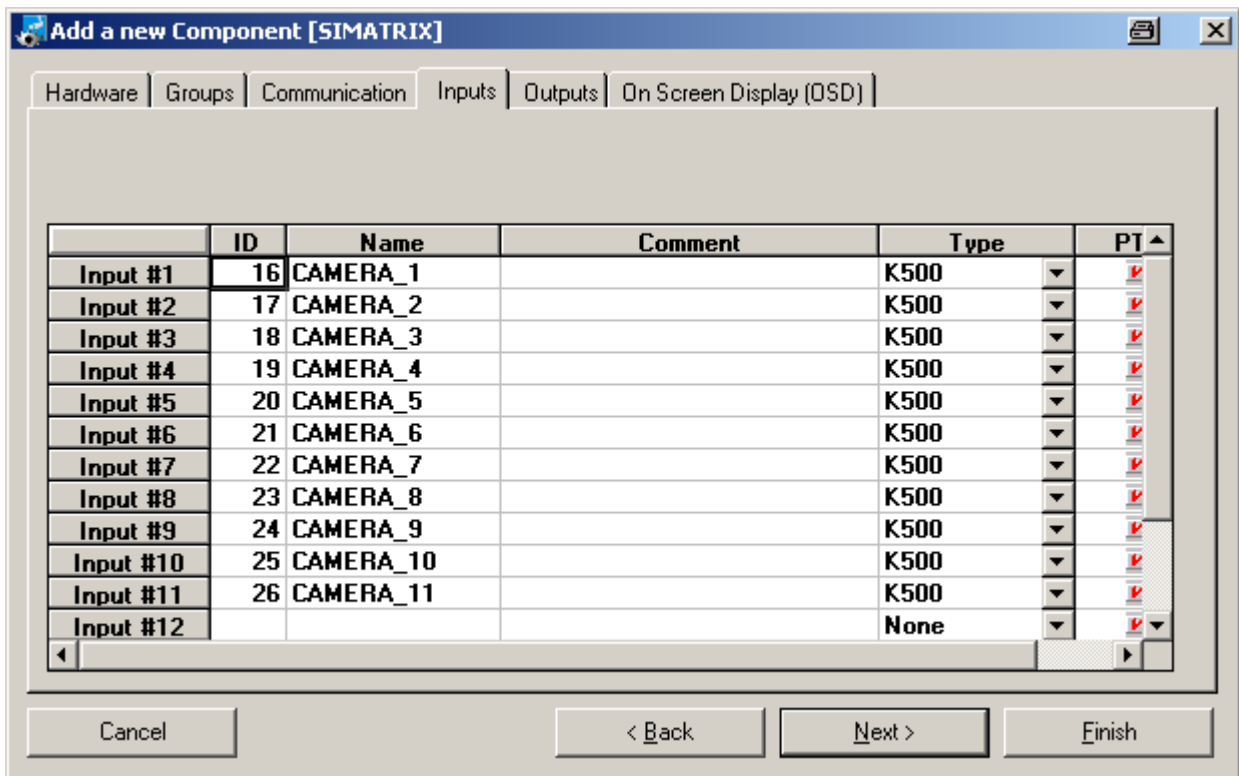 Add a new Component [SIMATRIX]
Hardware Groups Communication Inputs Outputs On Screen Display (OSD)
ID Name Comment Type PT
Input #1 16 CAMERA_1 K500
Input #2 17 CAMERA_2 K500
Input #3 18 CAMERA_3 K500
Input #4 19 CAMERA_4 K500
Input #5 20 CAMERA_5 K500
Input #6 21 CAMERA_6 K500
Input #7 22 CAMERA_7 K500
Input #8 23 CAMERA_8 K500
Input #9 24 CAMERA_9 K500
Input #10 25 CAMERA_10 K500
Input #11 26 CAMERA_11 K500
Input #12 None
Cancel < Back Next > Finish